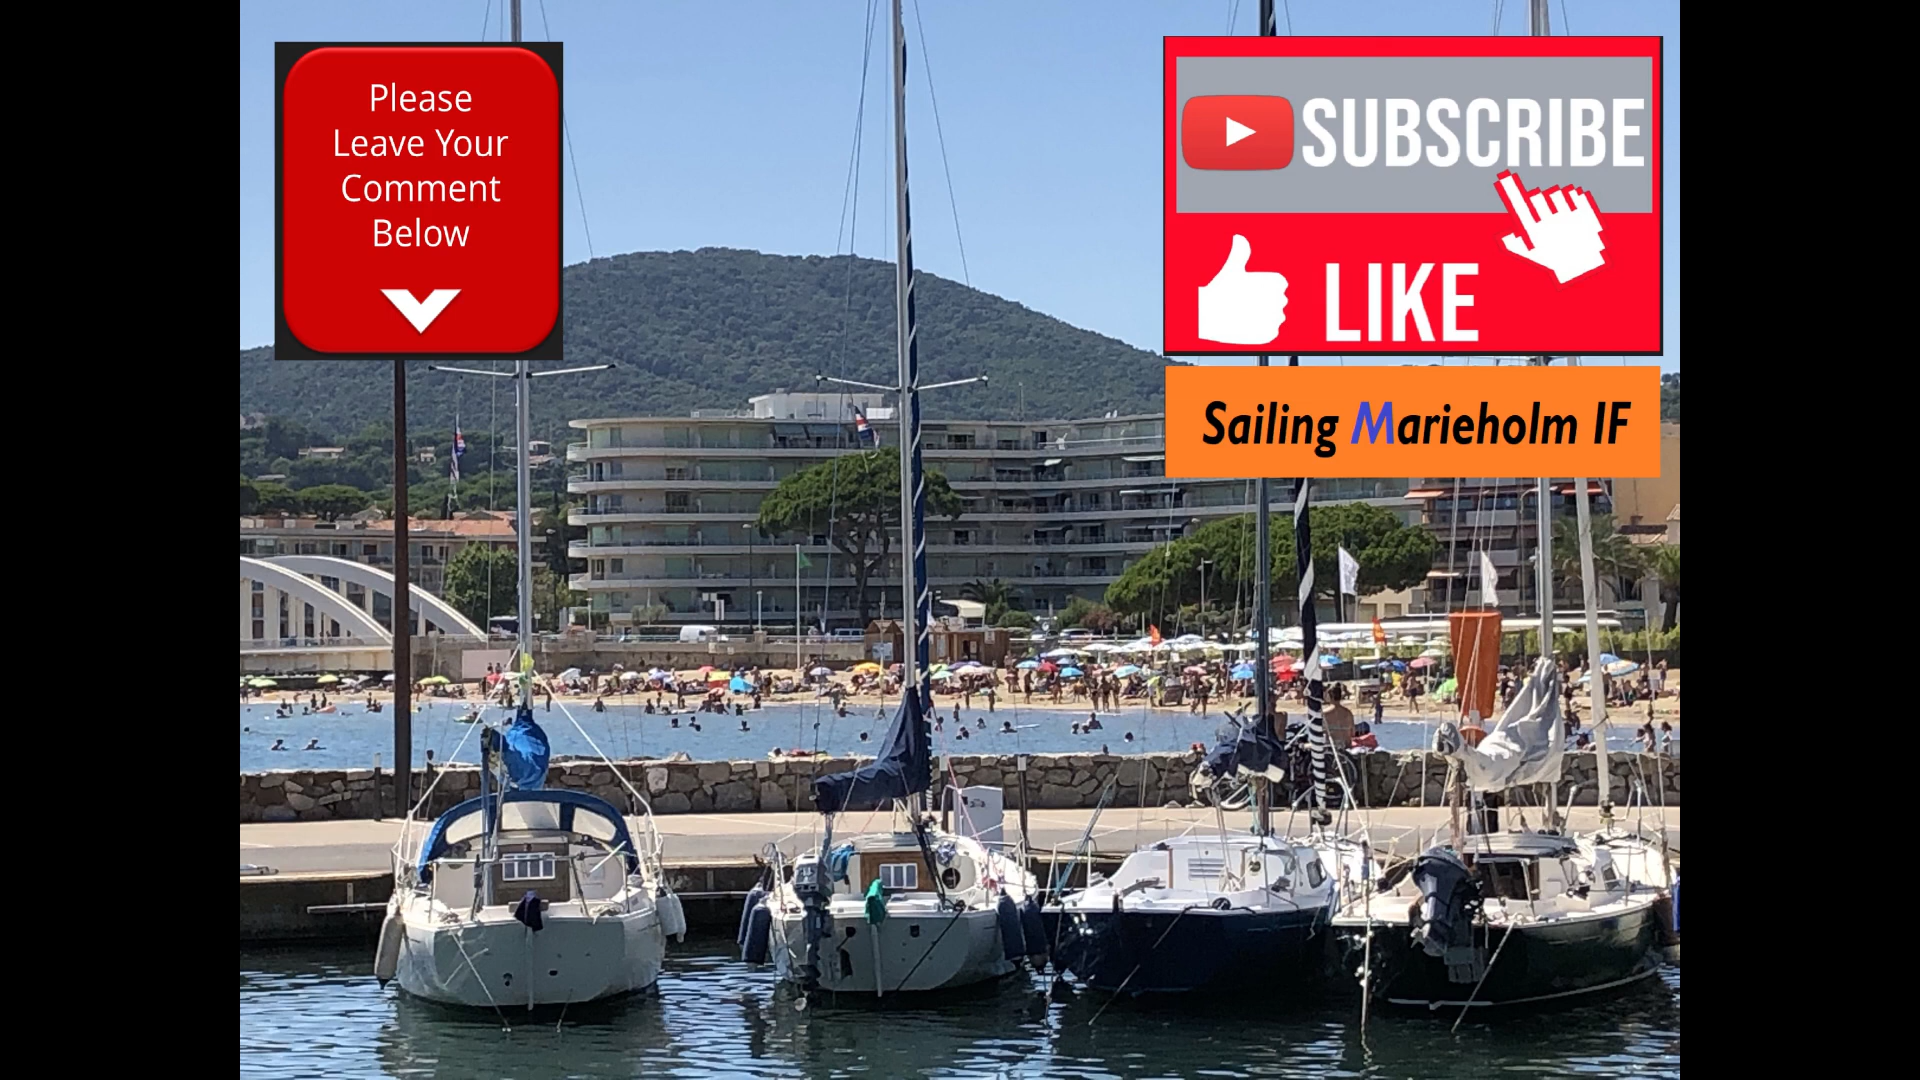 Please
Leave Your
Comment
Below
SUBSCRIBE
LIKE
Sailing Marieholm IF